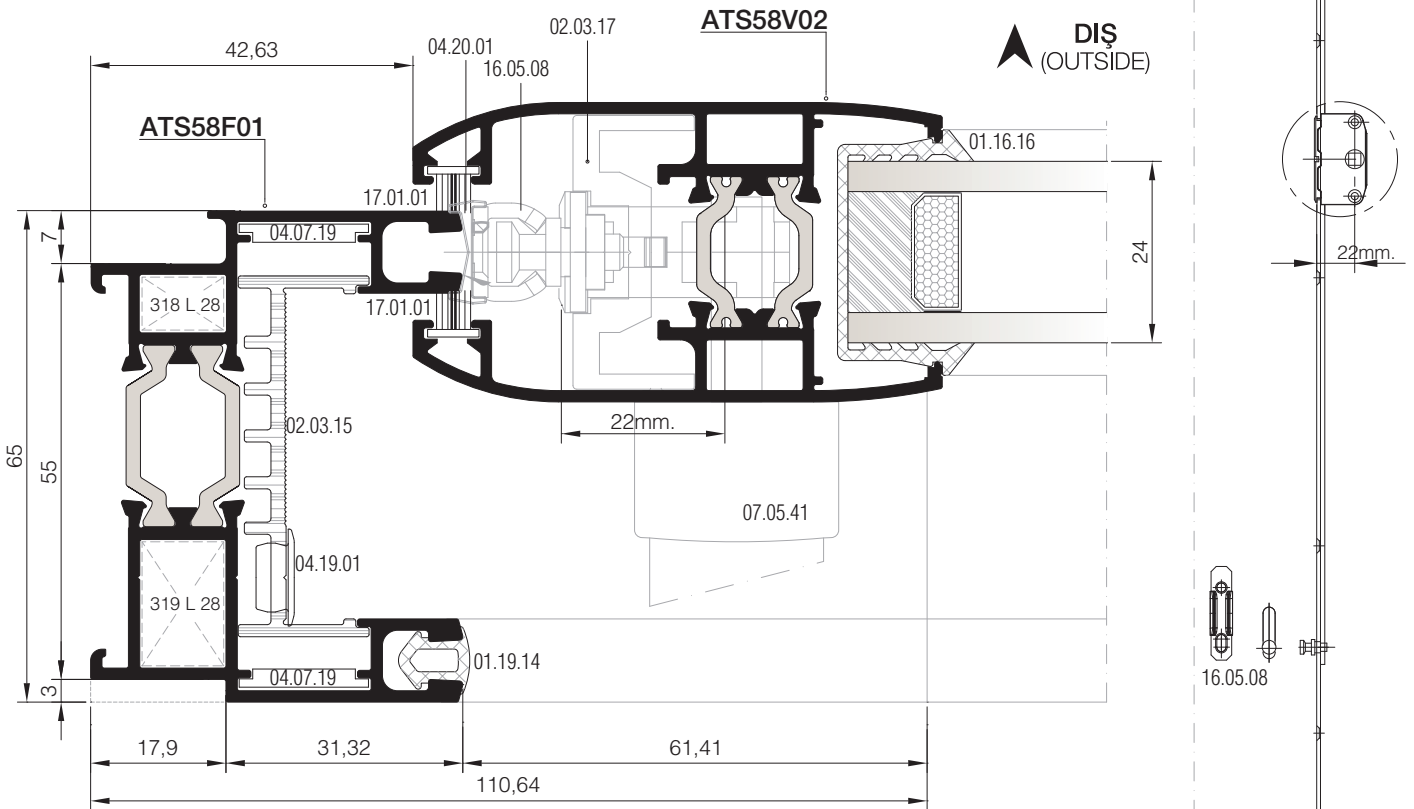 ATS58V02
02.03.17
42,63
04.20.01
16.05.08
DIŞ
(OUTSIDE)
ATS58F01
01.16.16
17.01.01
04.07.19
7
24
22mm.
318 L 28
17.01.01
02.03.15
22mm.
65
55
07.05.41
04.19.01
319 L 28
01.19.14
04.07.19
16.05.08
3
17,9
31,32
61,41
110,64